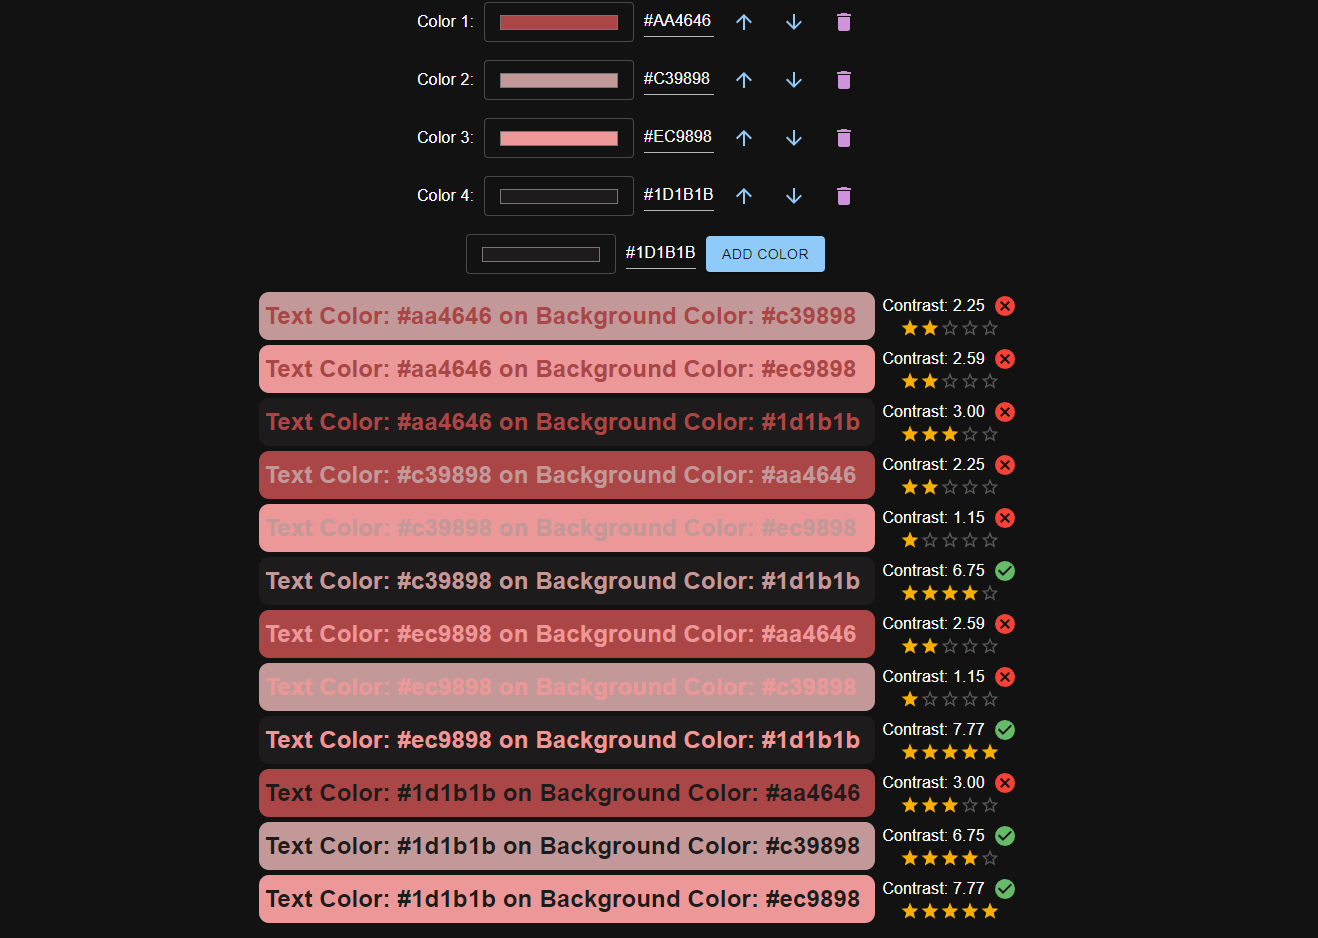 Color 1: #AA4646
Color 2: #C39898
Color 3: #EC9898
Color 4: #1D1B1B
#1D1B1B ADD COLOR
Text Color: #aa4646 on Background Color: #c39898 Contrast: 2.25
Text Color: #aa4646 on Background Color: #ec9898 Contrast: 2.59
Text Color: #aa4646 on Background Color: #1d1b1b Contrast: 3.00
Text Color: #c39898 on Background Color: #aa4646 Contrast: 2.25
Text Color: #c39898 on Background Color: #ec9898 Contrast: 1.15
Text Color: #c39898 on Background Color: #1d1b1b Contrast: 6.75
Text Color: #ec9898 on Background Color: #aa4646 Contrast: 2.59
Text Color: #ec9898 on Background Color: #c39898 Contrast: 1.15
Text Color: #ec9898 on Background Color: #1d1b1b Contrast: 7.77
Text Color: #1d1b1b on Background Color: #aa4646 Contrast: 3.00
Text Color: #1d1b1b on Background Color: #c39898 Contrast: 6.75
Text Color: #1d1b1b on Background Color: #ec9898 Contrast: 7.77